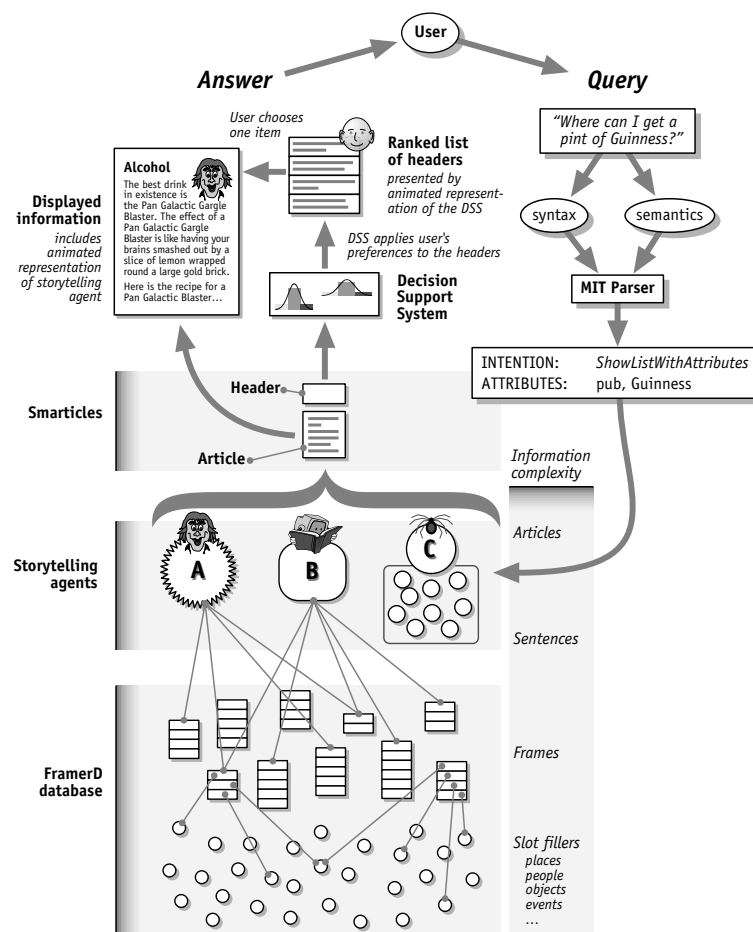 User
Answer
Query
User chooses
one item
"Where can I get a
pint of Guinness?"
Ranked list
of headers
presented by
animated represent-
ation of the DSS
Alcohol
The best drink
in existence is
the Pan Galactic Gargle
Blaster. The effect of a
Pan Galactic Gargle
Blaster is like having your
brains smashed out by a
slice of lemon wrapped
round a large gold brick.
Here is the recipe for a
Pan Galactic Blaster...
Displayed
information
includes
animated
representation
of storytelling
agent
syntax
semantics
DSS applies user's
preferences to the headers
MIT Parser
Decision
Support
System
INTENTION: ShowListWithAttributes
ATTRIBUTES: pub, Guinness
Header
Smarticles
Article
Information
complexity
Articles
A
B
C
Storytelling
agents
Sentences
Frames
FramerD
database
Slot fillers
places
people
objects
events
...